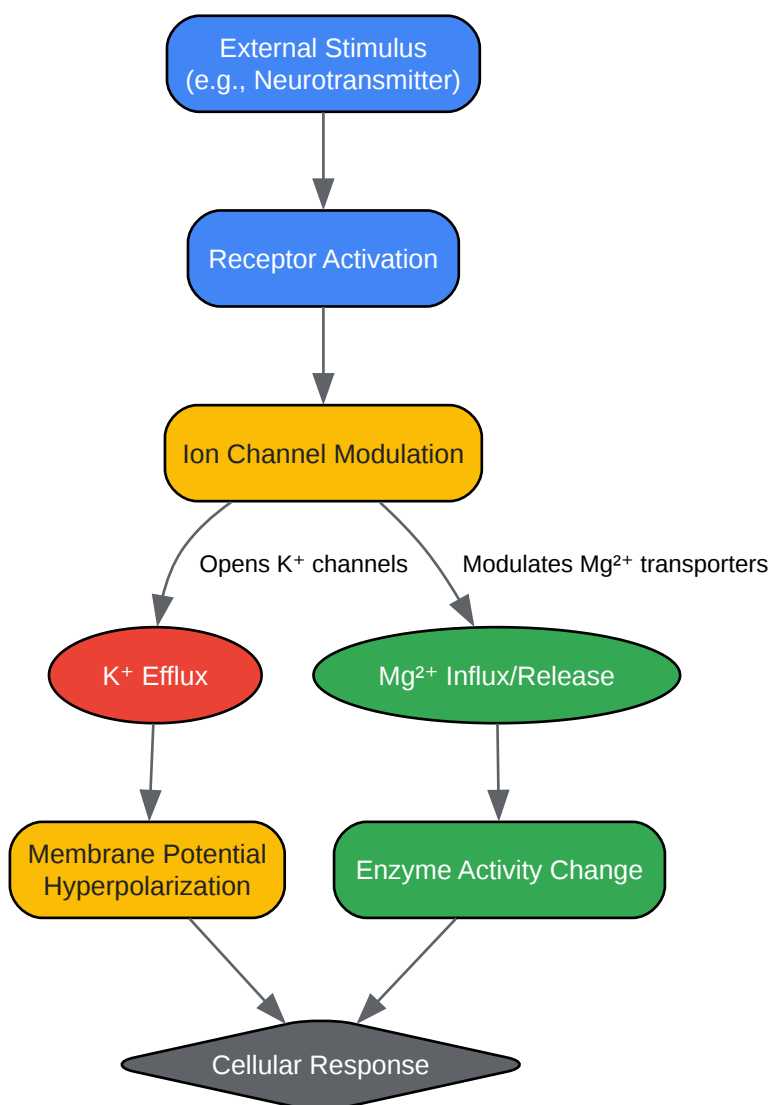 External Stimulus
(e.g., Neurotransmitter)
Receptor Activation
Ion Channel Modulation
Opens K⁺ channels
Modulates Mg²⁺ transporters
K⁺ Efflux
Mg²⁺ Influx/Release
Membrane Potential
Hyperpolarization
Enzyme Activity Change
Cellular Response